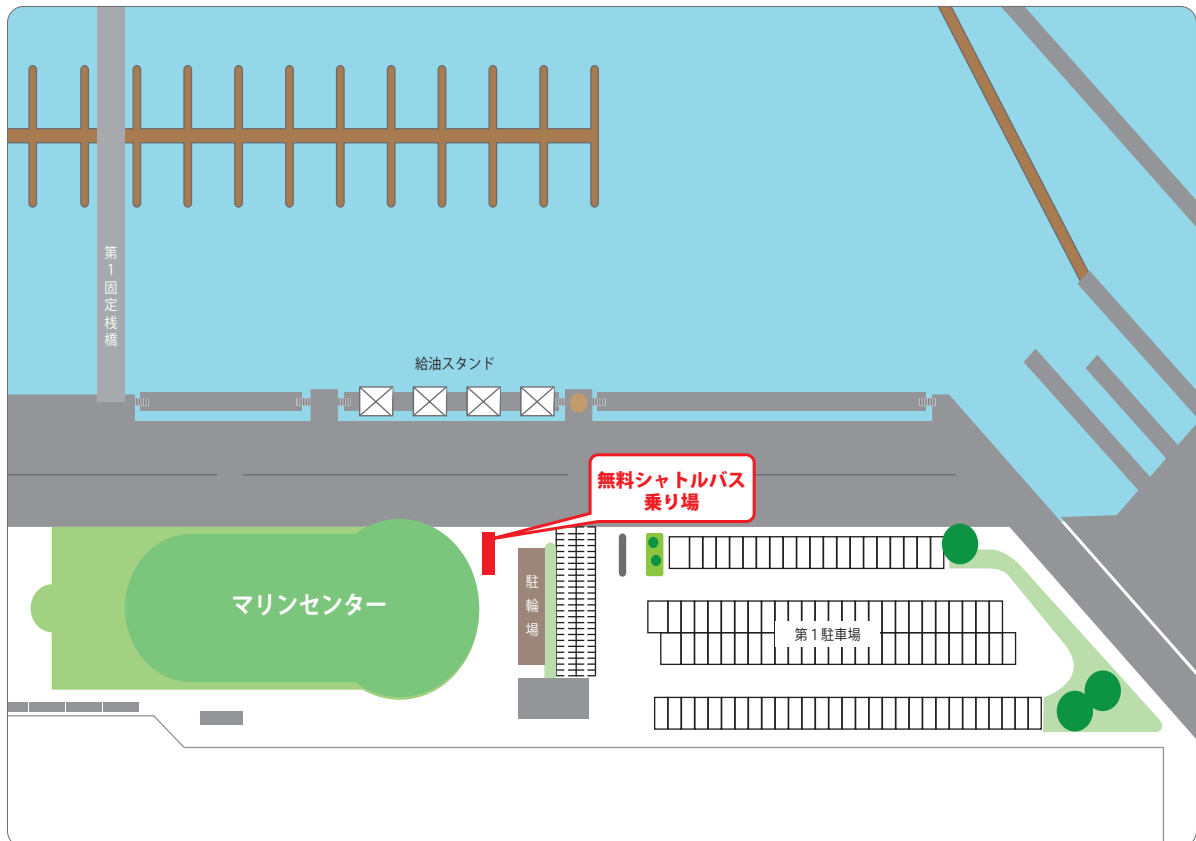 第1固定桟橋
給油スタンド
無料シャトルバス
乗り場
マリンセンター
駐輪場
第1駐車場